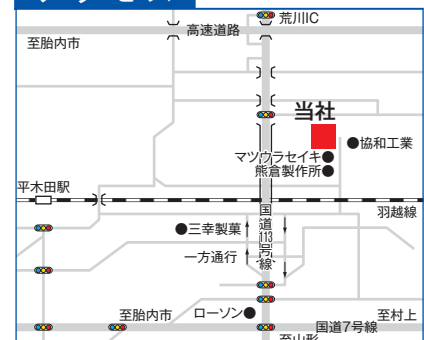 荒川IC
高速道路
至胎内市
当社
●協和工業
マツウラセイキ●
熊倉製作所●
平木田駅
羽越線
国道113号線
●三幸製菓
一方通行
至胎内市
ローソン●
至村上
国道7号線
至山形